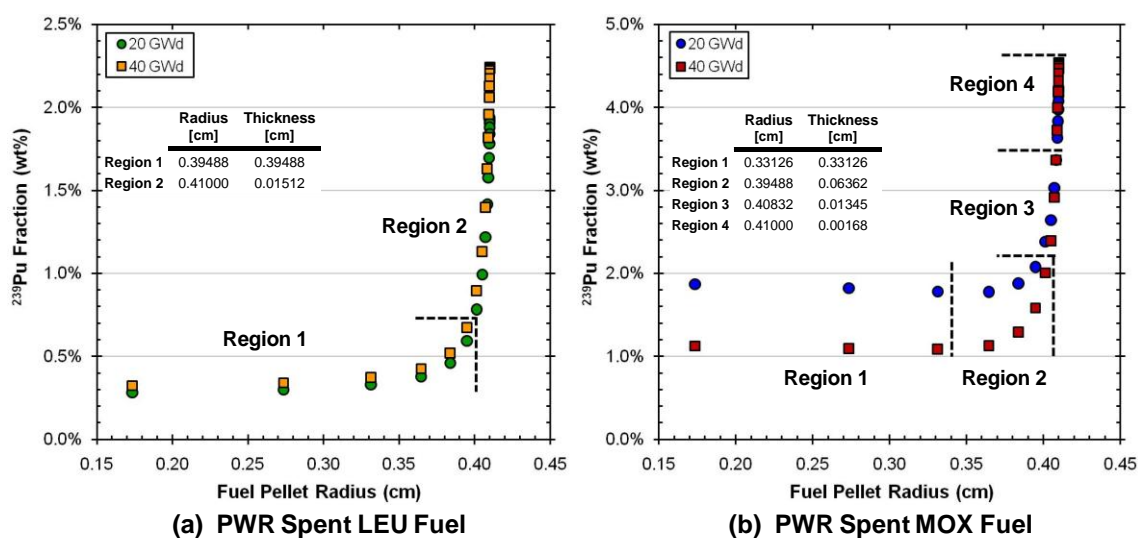 2.5%
2.0%
1.5%
1.0%
0.5%
0.0%
239Pu Fraction (wt%)
20 GWd
40 GWd
Radius Thickness
[cm] [cm]
Region 1 0.39488 0.39488
Region 2 0.41000 0.01512
Region 2
Region 1
0.15 0.20 0.25 0.30 0.35 0.40 0.45
Fuel Pellet Radius (cm)
(a) PWR Spent LEU Fuel
5.0%
4.0%
3.0%
2.0%
1.0%
0.0%
239Pu Fraction (wt%)
20 GWd
40 GWd
Radius Thickness
[cm] [cm]
Region 1 0.33126 0.33126
Region 2 0.39488 0.06362
Region 3 0.40832 0.01345
Region 4 0.41000 0.00168
Region 4
Region 3
Region 1
Region 2
0.15 0.20 0.25 0.30 0.35 0.40 0.45
Fuel Pellet Radius (cm)
(b) PWR Spent MOX Fuel